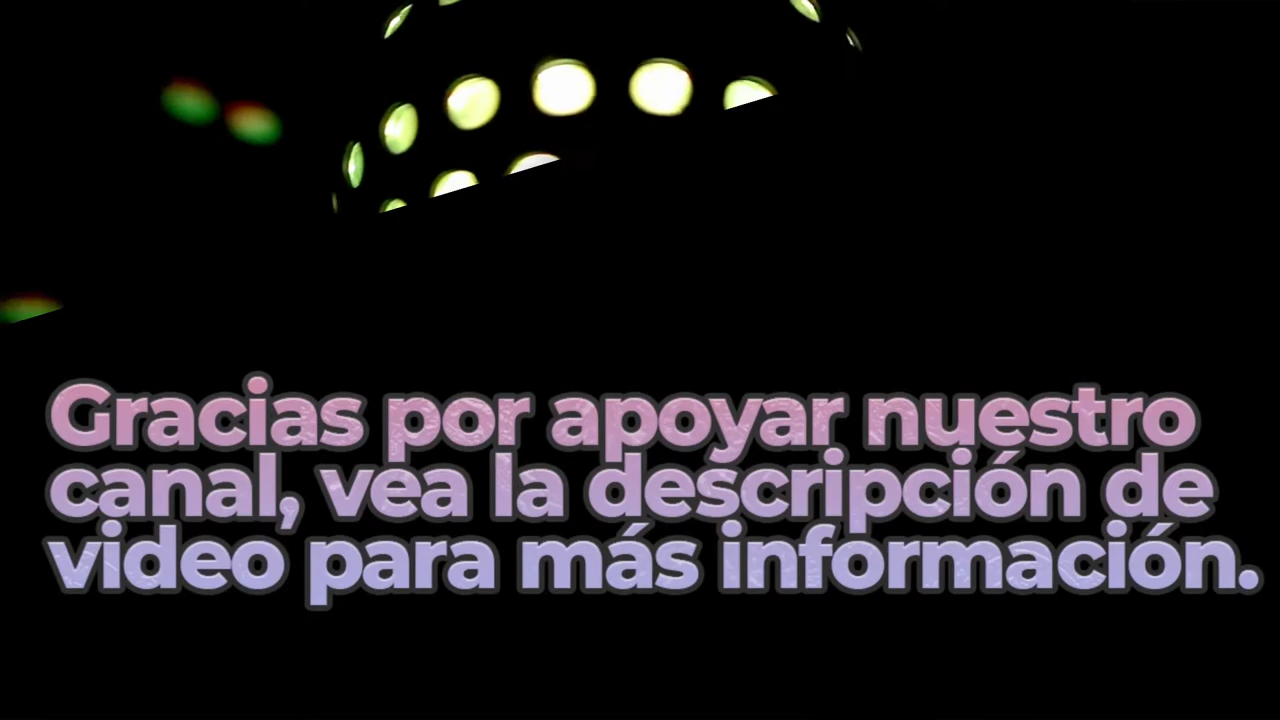 Gracias por apoyar nuestro
canal, vea la descripción de
video para más información.